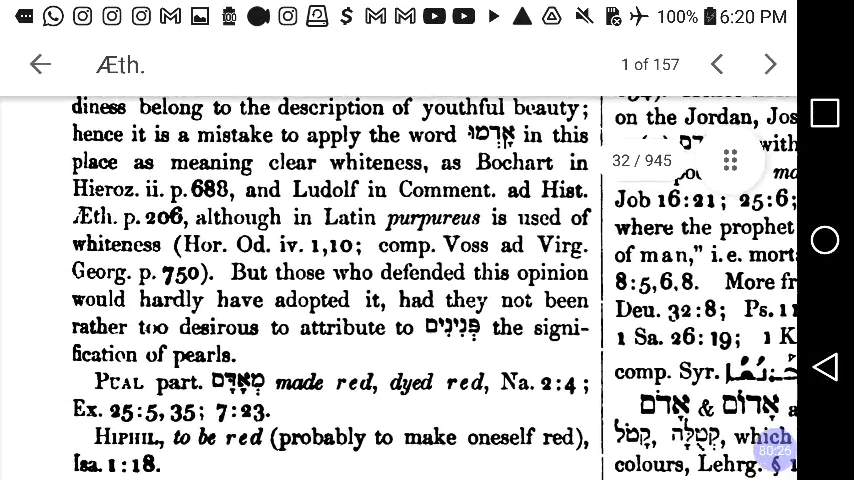 100% 6:20 PM
Æth.
1 of 157
32 / 945
diness belong to the description of youthful beauty;
hence it is a mistake to apply the word אָדְמוּ in this
place as meaning clear whiteness, as Bochart in
Hieroz. ii. p. 688, and Ludolf in Comment. ad Hist.
Æth. p. 206, although in Latin purpureus is used of
whiteness (Hor. Od. iv. 1,10; comp. Voss ad Virg.
Georg. p. 750). But those who defended this opinion
would hardly have adopted it, had they not been
rather too desirous to attribute to פְּנִינִים the signi-
fication of pearls.
PUAL part. מְאָדָּם made red, dyed red, Na. 2:4;
Ex. 25:5, 35; 7:23.
HIPHIL, to be red (probably to make oneself red),
Isa. 1:18.
on the Jordan, Jos
with
Job 16:21; 25:6;
where the prophet
of man,” i.e. mort
8:5,6,8. More fr
Deu. 32:8; Ps. 11
1 Sa. 26:19; 1 K
comp. Syr.
אָדֹם & אָדוֹם a
קָטֹל, קְטֻלָּה, which
colours, Lehrg. § 1
80:26